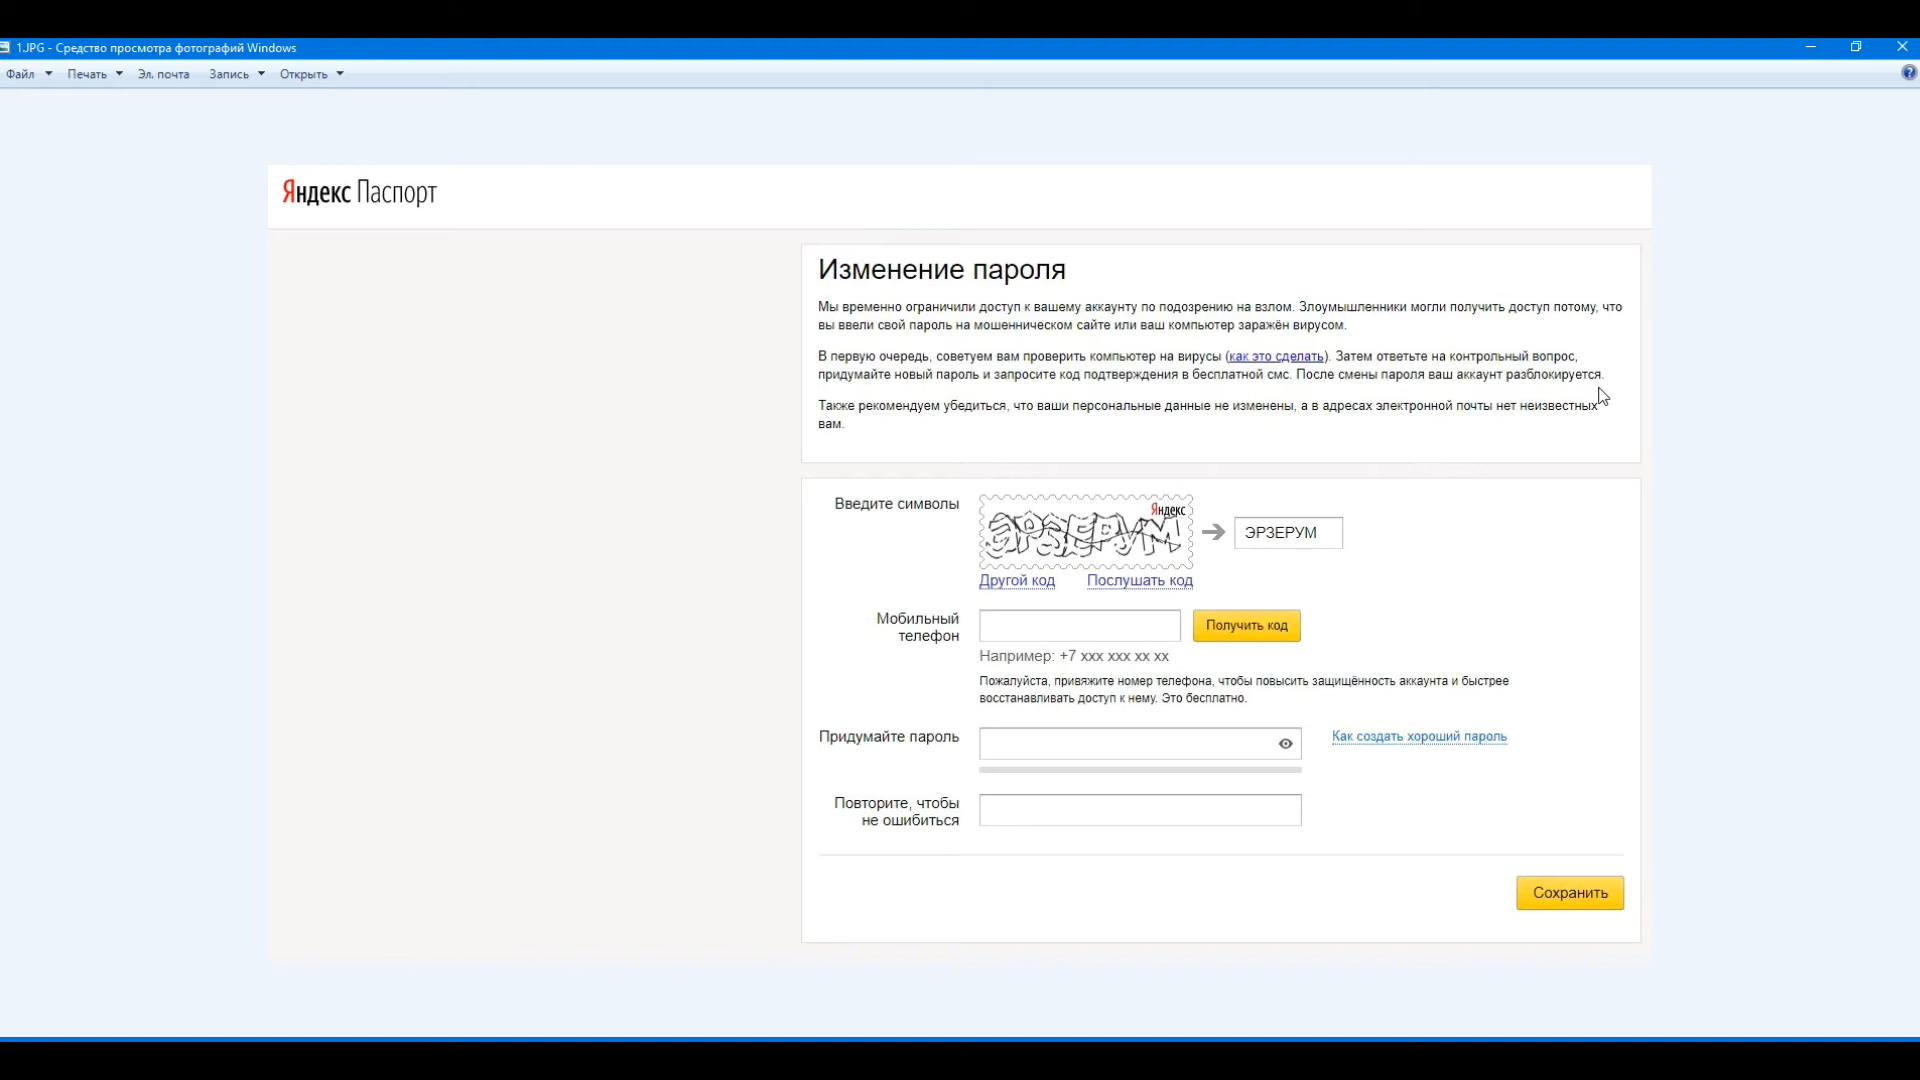 1.JPG - Средство просмотра фотографий Windows
Файл Печать Эл. почта Запись Открыть
Яндекс Паспорт
Изменение пароля
Мы временно ограничили доступ к вашему аккаунту по подозрению на взлом. Злоумышленники могли получить доступ потому, что
вы ввели свой пароль на мошенническом сайте или ваш компьютер заражён вирусом.
В первую очередь, советуем вам проверить компьютер на вирусы (как это сделать). Затем ответьте на контрольный вопрос,
придумайте новый пароль и запросите код подтверждения в бесплатной смс. После смены пароля ваш аккаунт разблокируется.
Также рекомендуем убедиться, что ваши персональные данные не изменены, а в адресах электронной почты нет неизвестных
вам.
Введите символы
Яндекс
ЭРЗЕРУМ
ЭРЗЕРУМ
Другой код Послушать код
Мобильный
телефон
Получить код
Например: +7 xxx xxx xx xx
Пожалуйста, привяжите номер телефона, чтобы повысить защищённость аккаунта и быстрее
восстанавливать доступ к нему. Это бесплатно.
Придумайте пароль
Как создать хороший пароль
Повторите, чтобы
не ошибиться
Сохранить